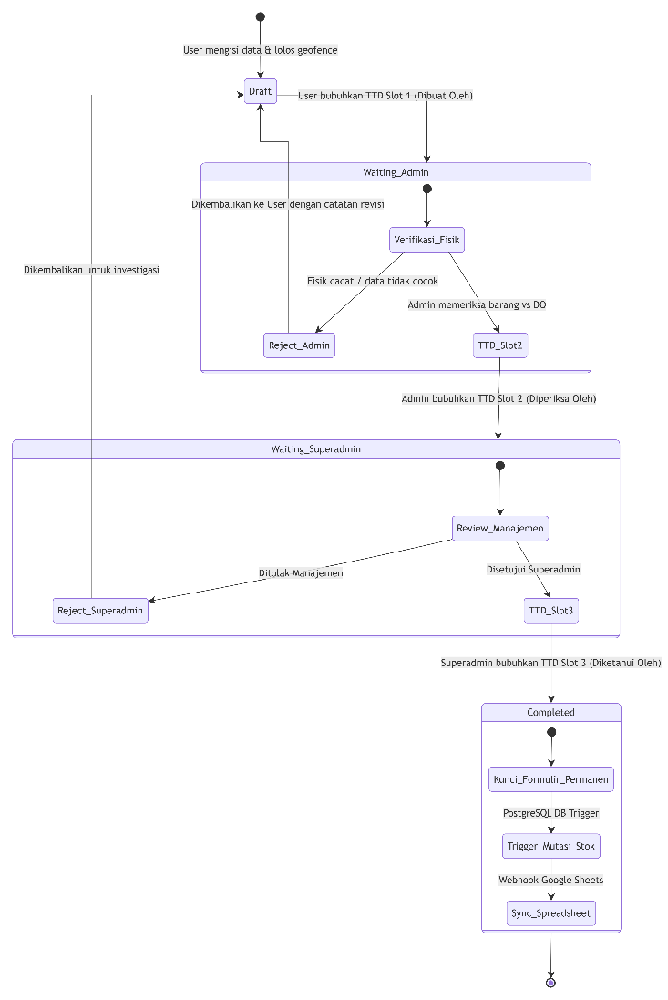 User mengisi data & lolos geofence
Draft
User bubuhkan TTD Slot 1 (Dibuat Oleh)
Waiting_Admin
Dikembalikan ke User dengan catatan revisi
Verifikasi_Fisik
Dikembalikan untuk investigasi
Fisik cacat / data tidak cocok
Admin memeriksa barang vs DO
Reject_Admin
TTD_Slot2
Admin bubuhkan TTD Slot 2 (Diperiksa Oleh)
Waiting_Superadmin
Review_Manajemen
Ditolak Manajemen
Disetujui Superadmin
Reject_Superadmin
TTD_Slot3
Superadmin bubuhkan TTD Slot 3 (Diketahui Oleh)
Completed
Kunci_Formulir_Permanen
PostgreSQL DB Trigger
Trigger_Mutasi_Stok
Webhook Google Sheets
Sync_Spreadsheet